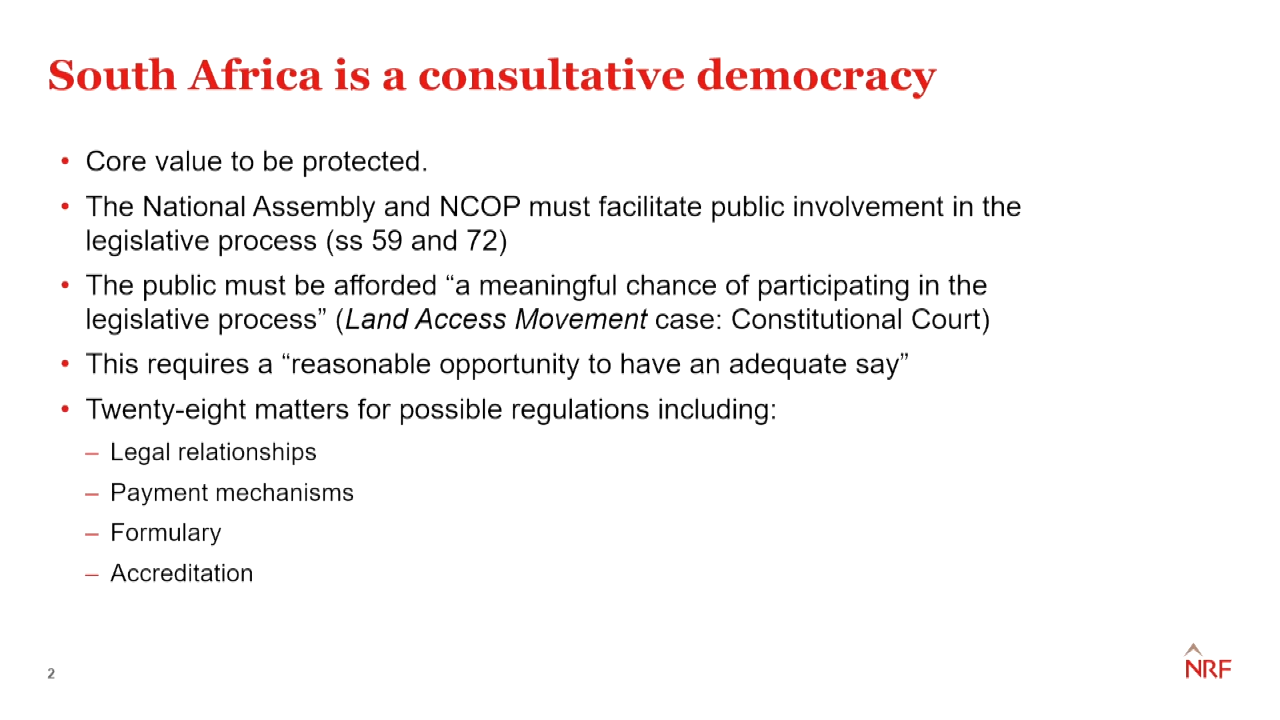 South Africa is a consultative democracy
• Core value to be protected.
• The National Assembly and NCOP must facilitate public involvement in the
legislative process (ss 59 and 72)
• The public must be afforded “a meaningful chance of participating in the
legislative process” (Land Access Movement case: Constitutional Court)
• This requires a “reasonable opportunity to have an adequate say”
• Twenty-eight matters for possible regulations including:
– Legal relationships
– Payment mechanisms
– Formulary
– Accreditation
2
NRF